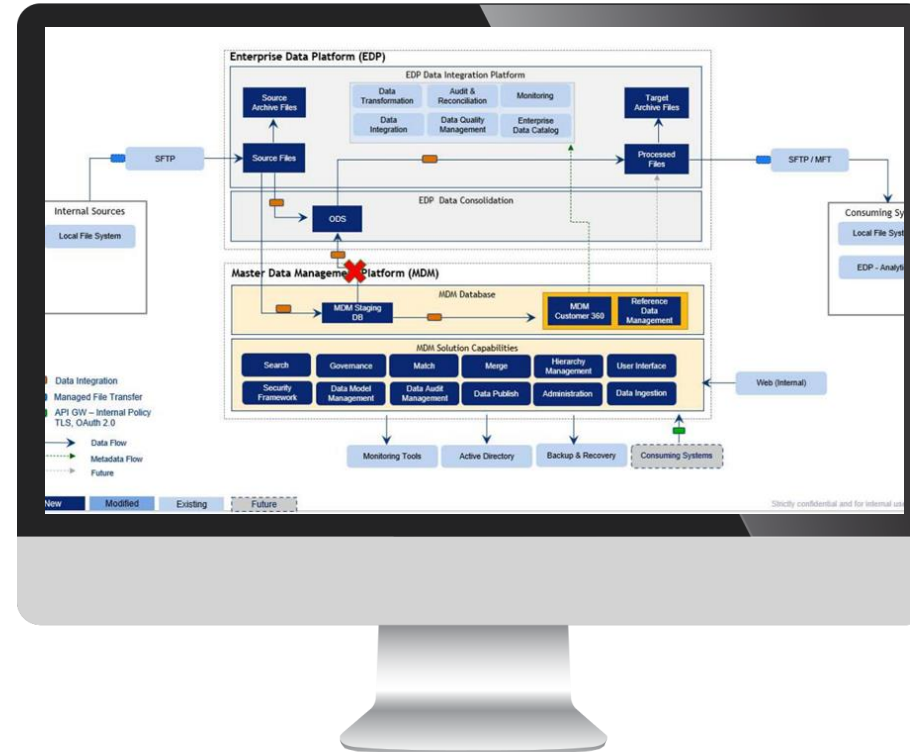 Enterprise Data Platform (EDP)
EDP Data Integration Platform
Source
Archive Files
Data
Transformation
Audit &
Reconciliation
Monitoring
Target
Archive Files
Data
Integration
Data Quality
Management
Enterprise
Data Catalog
SFTP
Source Files
Processed
Files
SFTP / MFT
EDP Data Consolidation
ODS
Internal Sources
Local File System
Consuming Sy
Local File Syst
EDP - Analyti
Master Data Management Platform (MDM)
MDM Database
MDM Staging
DB
MDM
Customer 360
Reference
Data
Management
MDM Solution Capabilities
Search
Governance
Match
Merge
Hierarchy
Management
User Interface
Security
Framework
Data Model
Management
Data Audit
Management
Data Publish
Administration
Data Ingestion
Web (Internal)
Data Integration
Managed File Transfer
API GW – Internal Policy
TLS, OAuth 2.0
Data Flow
Metadata Flow
Future
Monitoring Tools
Active Directory
Backup & Recovery
Consuming Systems
New
Modified
Existing
Future
Strictly confidential and for internal use